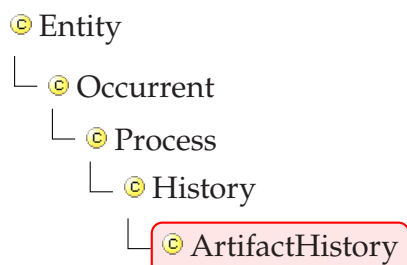 © Entity
© Occurrent
© Process
© History
© ArtifactHistory